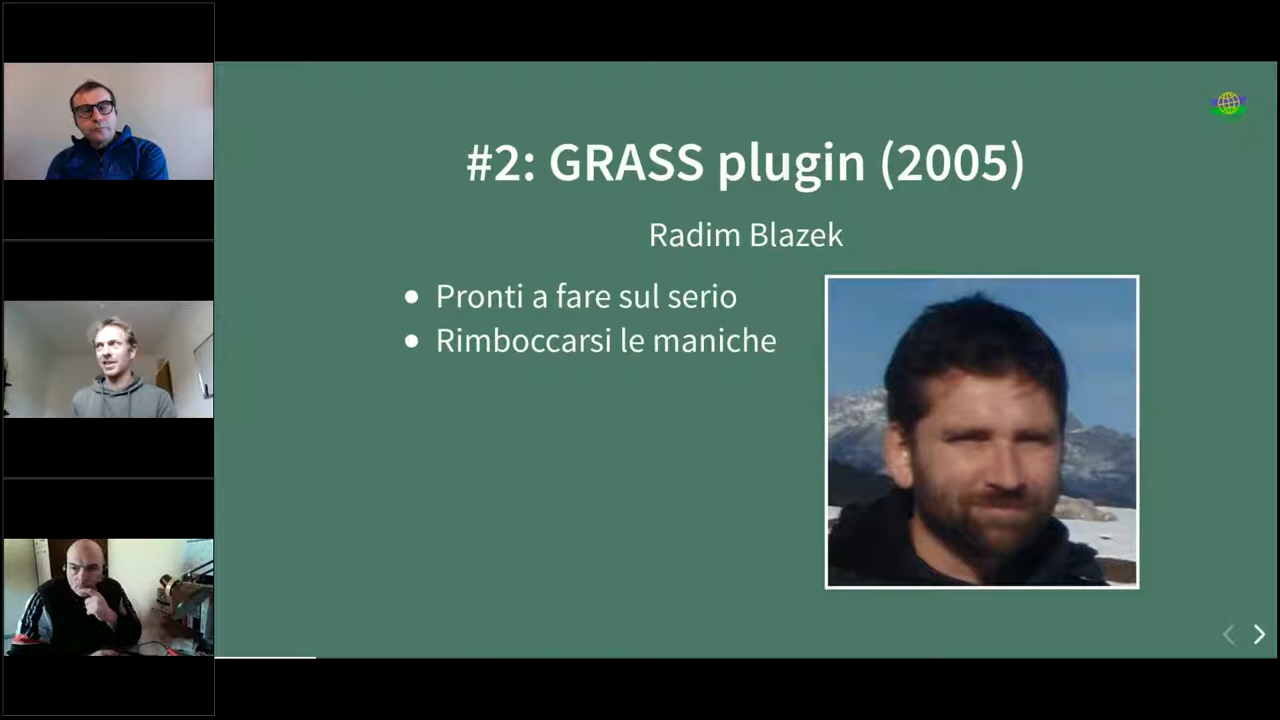 #2: GRASS plugin (2005)
Radim Blazek
Pronti a fare sul serio
Rimboccarsi le maniche